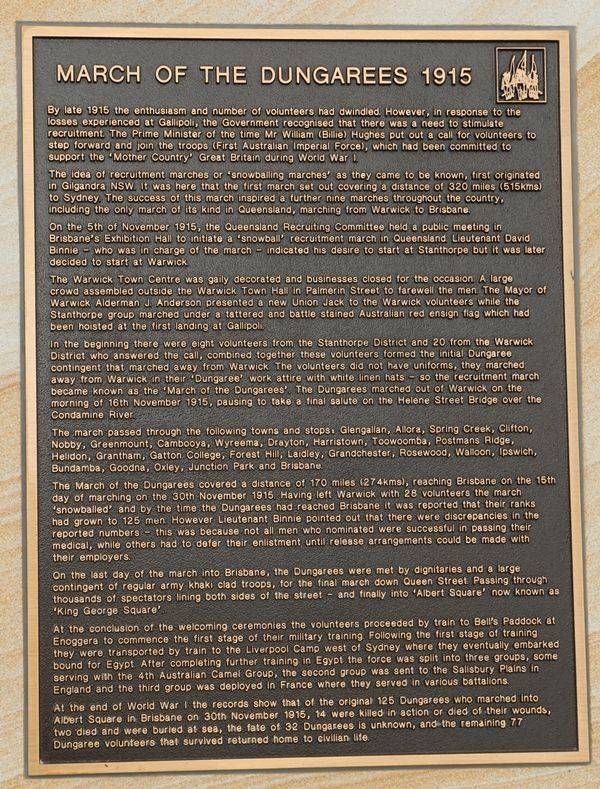 MARCH OF THE DUNGAREES 1915
By late 1915 the enthusiasm and number of volunteers had dwindled. However, in response to the
losses experienced at Gallipoli, the Government recognised that there was a need to stimulate
recruitment. The Prime Minister of the time Mr William (Billie) Hughes put out a call for volunteers to
step forward and join the troops (First Australian Imperial Force), which had been committed to
support the 'Mother Country' Great Britain during World War I.
The idea of recruitment marches or 'snowballing marches' as they came to be known, first originated
in Gilgandra NSW. It was here that the first march set out covering a distance of 320 miles (515kms)
to Sydney. The success of this march inspired a further nine marches throughout the country,
including the only march of its kind in Queensland, marching from Warwick to Brisbane.
On the 5th of November 1915, the Queensland Recruiting Committee held a public meeting in
Brisbane's Exhibition Hall to initiate a 'snowball' recruitment march in Queensland. Lieutenant David
Binnie - who was in charge of the march - indicated his desire to start at Stanthorpe but it was later
decided to start at Warwick.
The Warwick Town Centre was gaily decorated and businesses closed for the occasion. A large
crowd assembled outside the Warwick Town Hall in Palmerin Street to farewell the men. The Mayor of
Warwick Alderman J. Anderson presented a new Union Jack to the Warwick volunteers while the
Stanthorpe group marched under a tattered and battle stained Australian red ensign flag which had
been hoisted at the first landing at Gallipoli.
In the beginning there were eight volunteers from the Stanthorpe District and 20 from the Warwick
District who answered the call, combined together these volunteers formed the initial Dungaree
contingent that marched away from Warwick. The volunteers did not have uniforms, they marched
away from Warwick in their 'Dungaree' work attire with white linen hats - so the recruitment march
became known as the 'March of the Dungarees'. The Dungarees marched out of Warwick on the
morning of 16th November 1915, pausing to take a final salute on the Helene Street Bridge over the
Condamine River.
The march passed through the following towns and stops: Glengallan, Allora, Spring Creek, Clifton,
Nobby, Greenmount, Cambooya, Wyreema, Drayton, Harristown, Toowoomba, Postmans Ridge,
Helidon, Grantham, Gatton College, Forest Hill, Laidley, Grandchester, Rosewood, Walloon, Ipswich,
Bundamba, Goodna, Oxley, Junction Park and Brisbane.
The March of the Dungarees covered a distance of 170 miles (274kms), reaching Brisbane on the 15th
day of marching on the 30th November 1915. Having left Warwick with 28 volunteers the march
'snowballed' and by the time the Dungarees had reached Brisbane it was reported that their ranks
had grown to 125 men. However Lieutenant Binnie pointed out that there were discrepancies in the
reported numbers - this was because not all men who nominated were successful in passing their
medical, while others had to defer their enlistment until release arrangements could be made with
their employers.
On the last day of the march into Brisbane, the Dungarees were met by dignitaries and a large
contingent of regular army khaki clad troops, for the final march down Queen Street. Passing through
thousands of spectators lining both sides of the street - and finally into 'Albert Square' now known as
'King George Square'.
At the conclusion of the welcoming ceremonies the volunteers proceeded by train to Bell's Paddock at
Enoggera to commence the first stage of their military training. Following the first stage of training
they were transported by train to the Liverpool Camp west of Sydney where they eventually embarked
bound for Egypt. After completing further training in Egypt the force was split into three groups, some
serving with the 4th Australian Camel Group, the second group was sent to the Salisbury Plains in
England and the third group was deployed in France where they served in various battalions.
At the end of World War I the records show that of the original 125 Dungarees who marched into
Albert Square in Brisbane on 30th November 1915, 14 were killed in action or died of their wounds,
two died and were buried at sea, the fate of 32 Dungarees is unknown, and the remaining 77
Dungaree volunteers that survived returned home to civilian life.